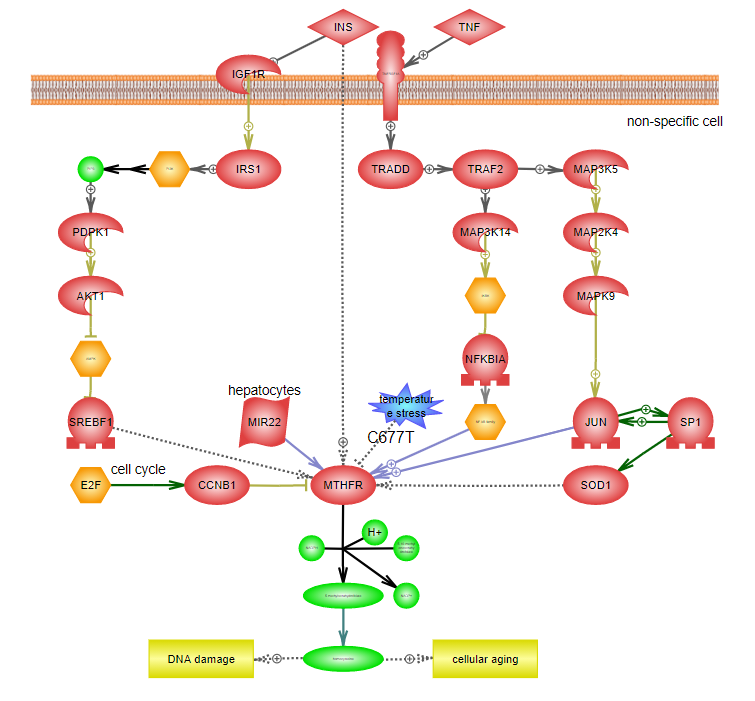 INS
TNF
IGF1R
non-specific cell
IRS1
TRADD
TRAF2
MAP3K5
PDPK1
MAP3K14
MAP2K4
AKT1
MAPK9
NFKBIA
hepatocytes
temperatur
e stress
SREBF1
MIR22
C677T
JUN
SP1
cell cycle
E2F
CCNB1
MTHFR
SOD1
H+
DNA damage
cellular aging